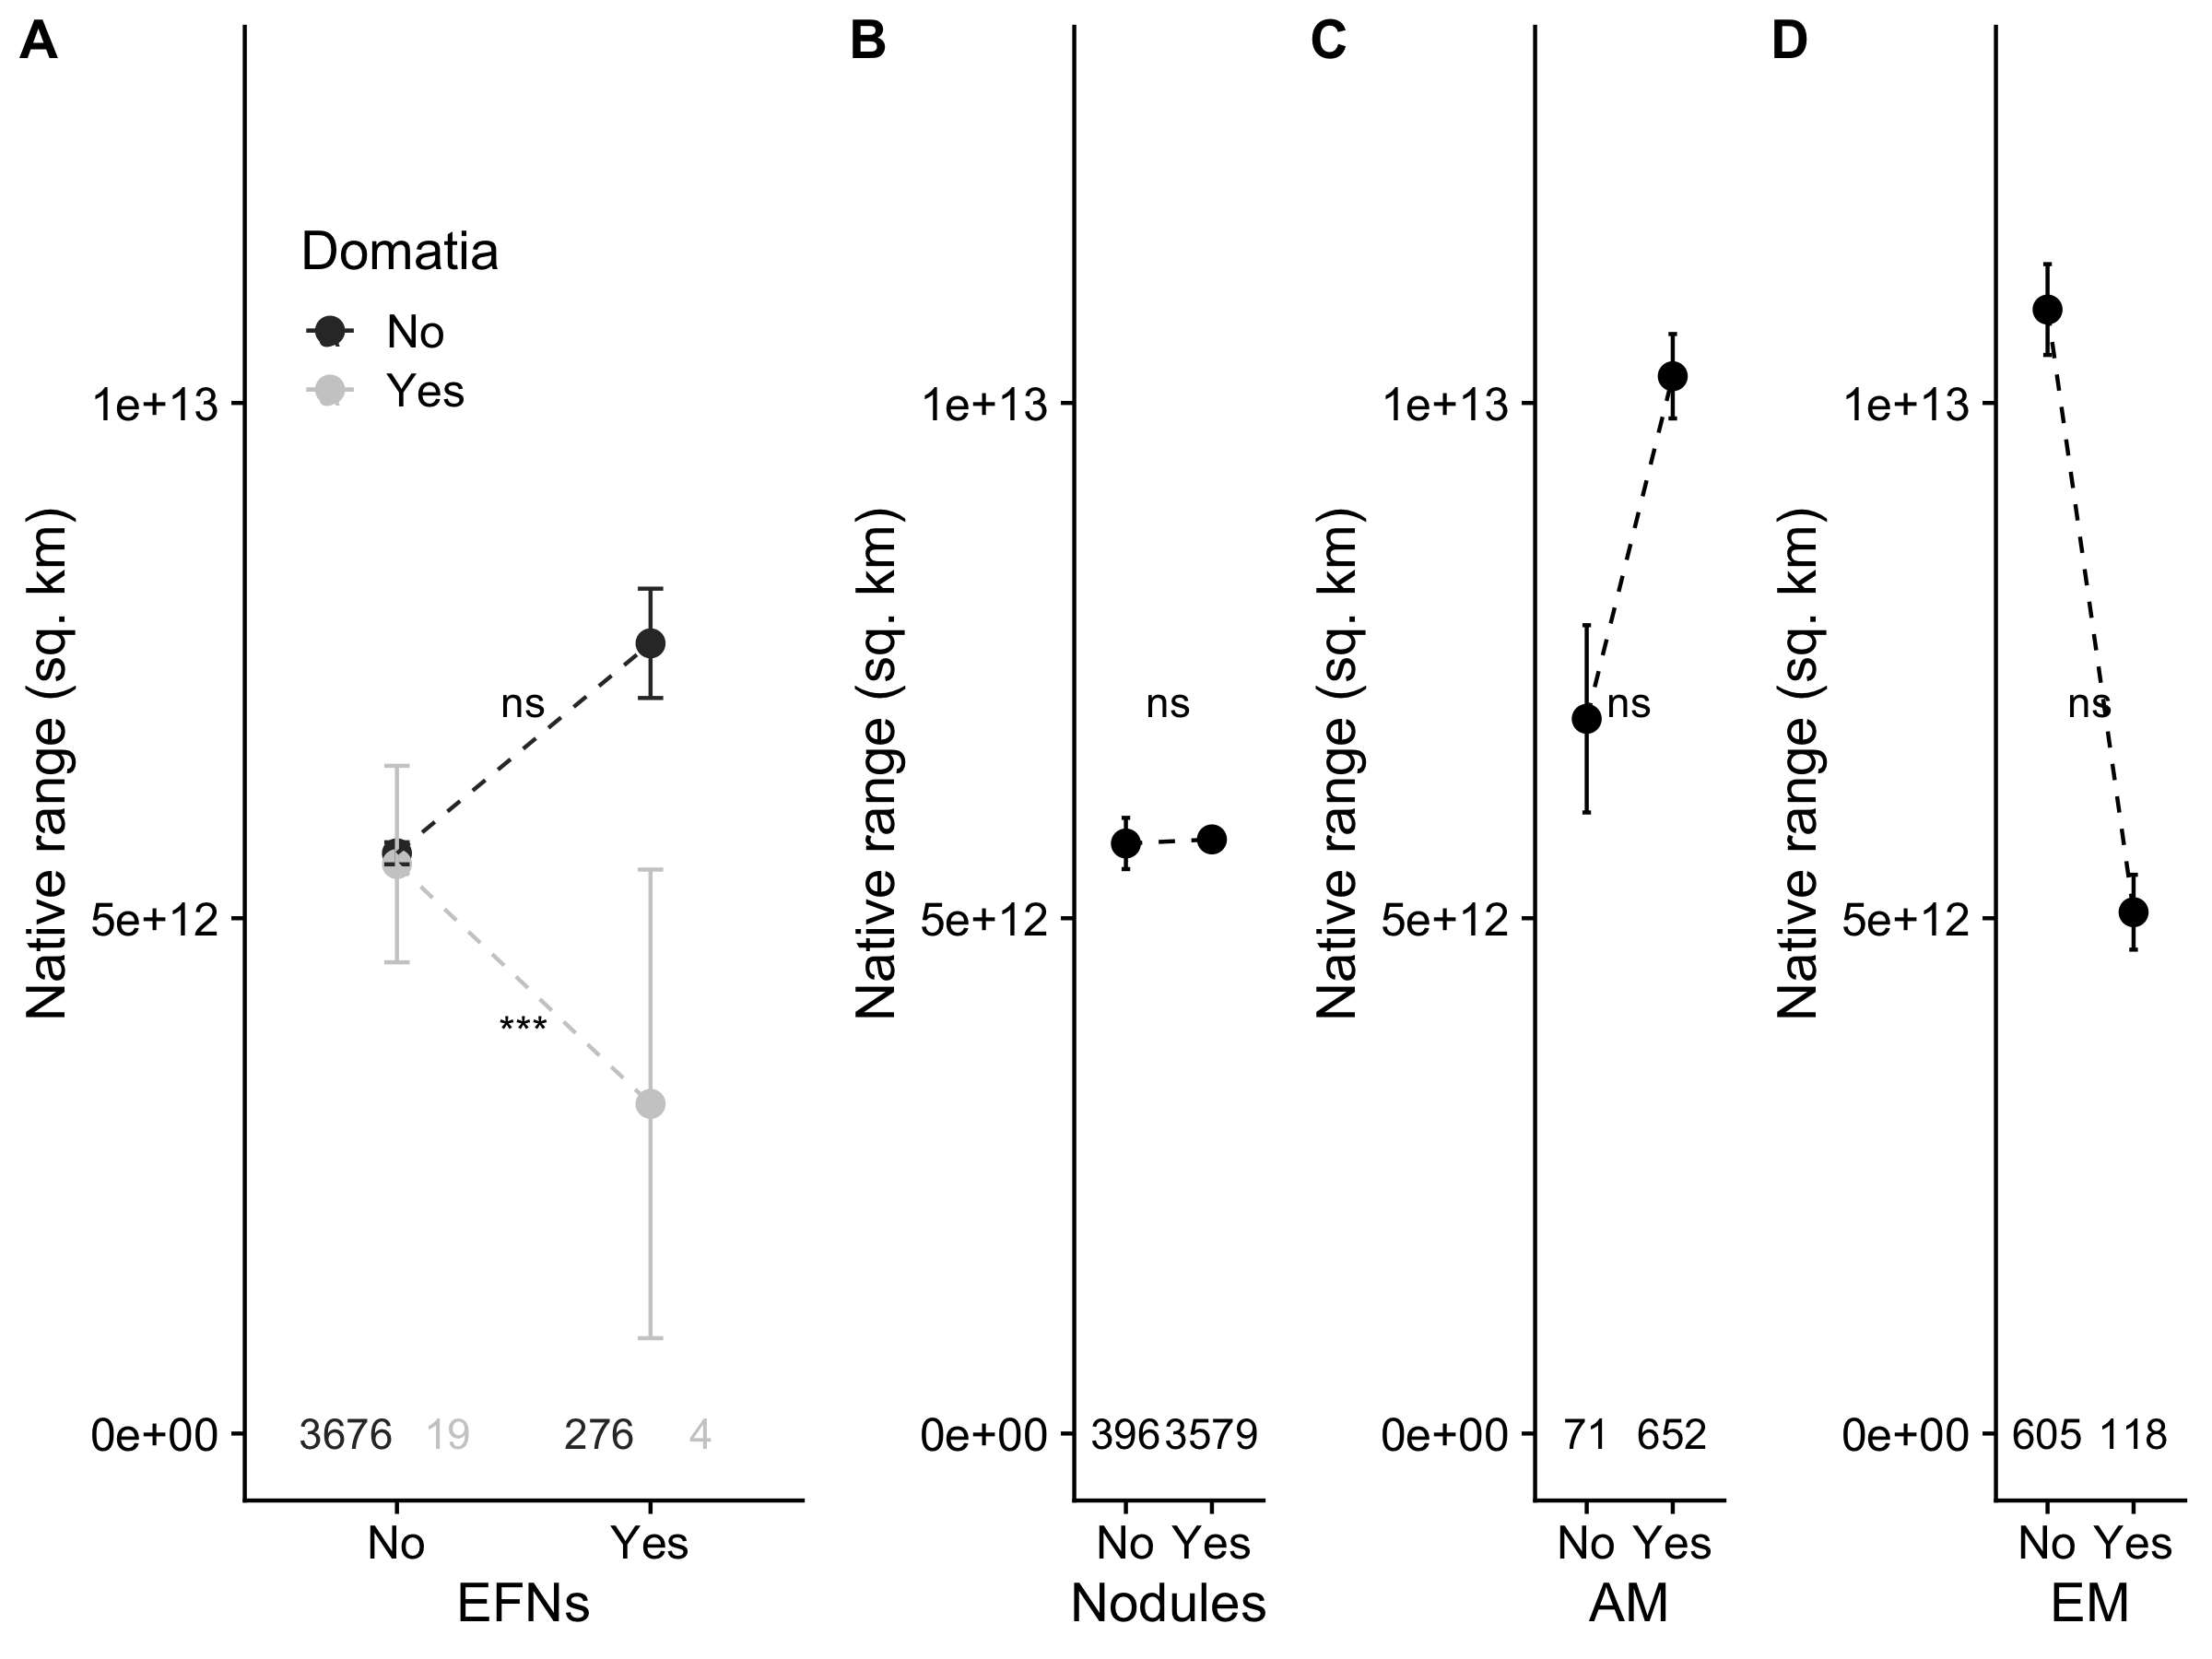 A
Native range (sq. km)
1e+13
5e+12
0e+00
Domatia
No
Yes
ns
***
3676 19 276 4
No Yes
EFNs
B
Native range (sq. km)
1e+13
5e+12
0e+00
ns
396 3579
No Yes
Nodules
C
Native range (sq. km)
1e+13
5e+12
0e+00
ns
71 652
No Yes
AM
D
Native range (sq. km)
1e+13
5e+12
0e+00
ns
605 118
No Yes
EM